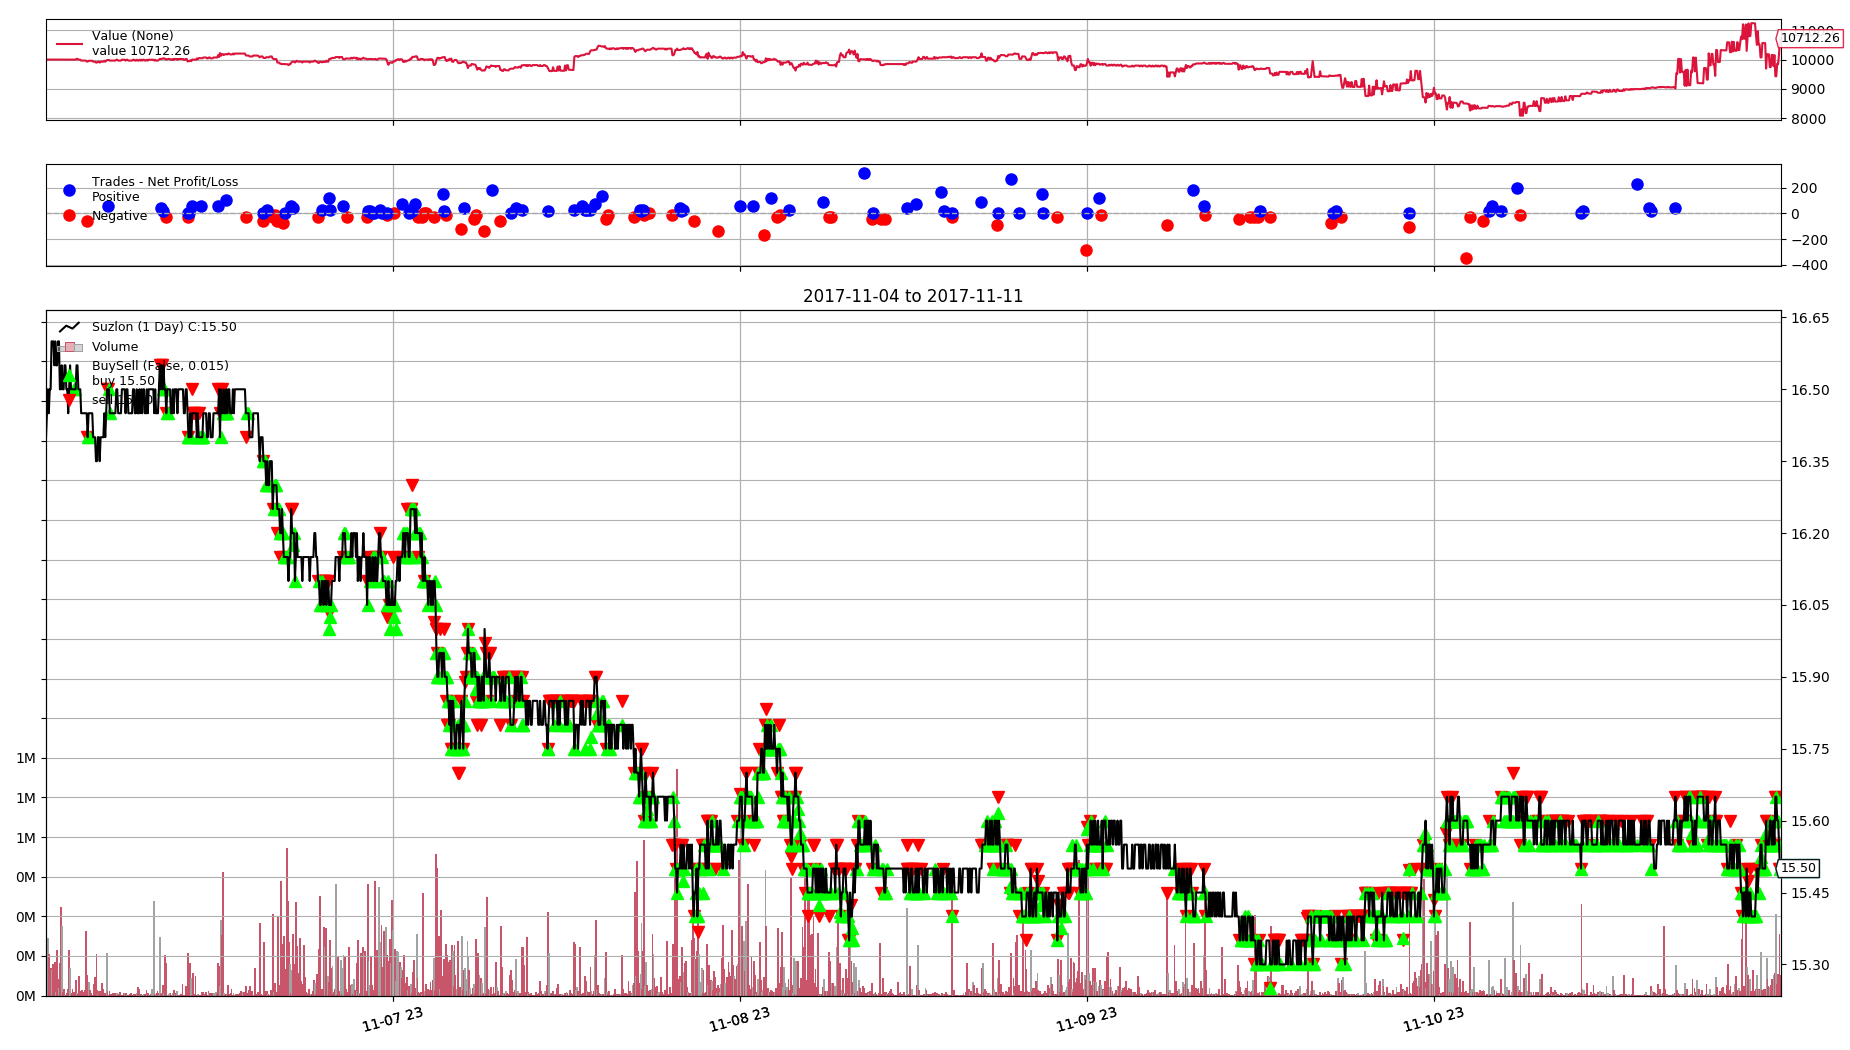 Value (None)
value 10712.26
11000
10712.26
10000
9000
8000
Trades - Net Profit/Loss
Positive
Negative
200
0
−200
−400
2017-11-04 to 2017-11-11
Suzlon (1 Day) C:15.50
Volume
BuySell (False, 0.015)
buy 15.50
16.65
16.50
16.35
16.20
16.05
15.90
15.75
15.60
15.50
15.45
15.30
1M
1M
1M
0M
0M
0M
0M
11-07 23
11-08 23
11-09 23
11-10 23